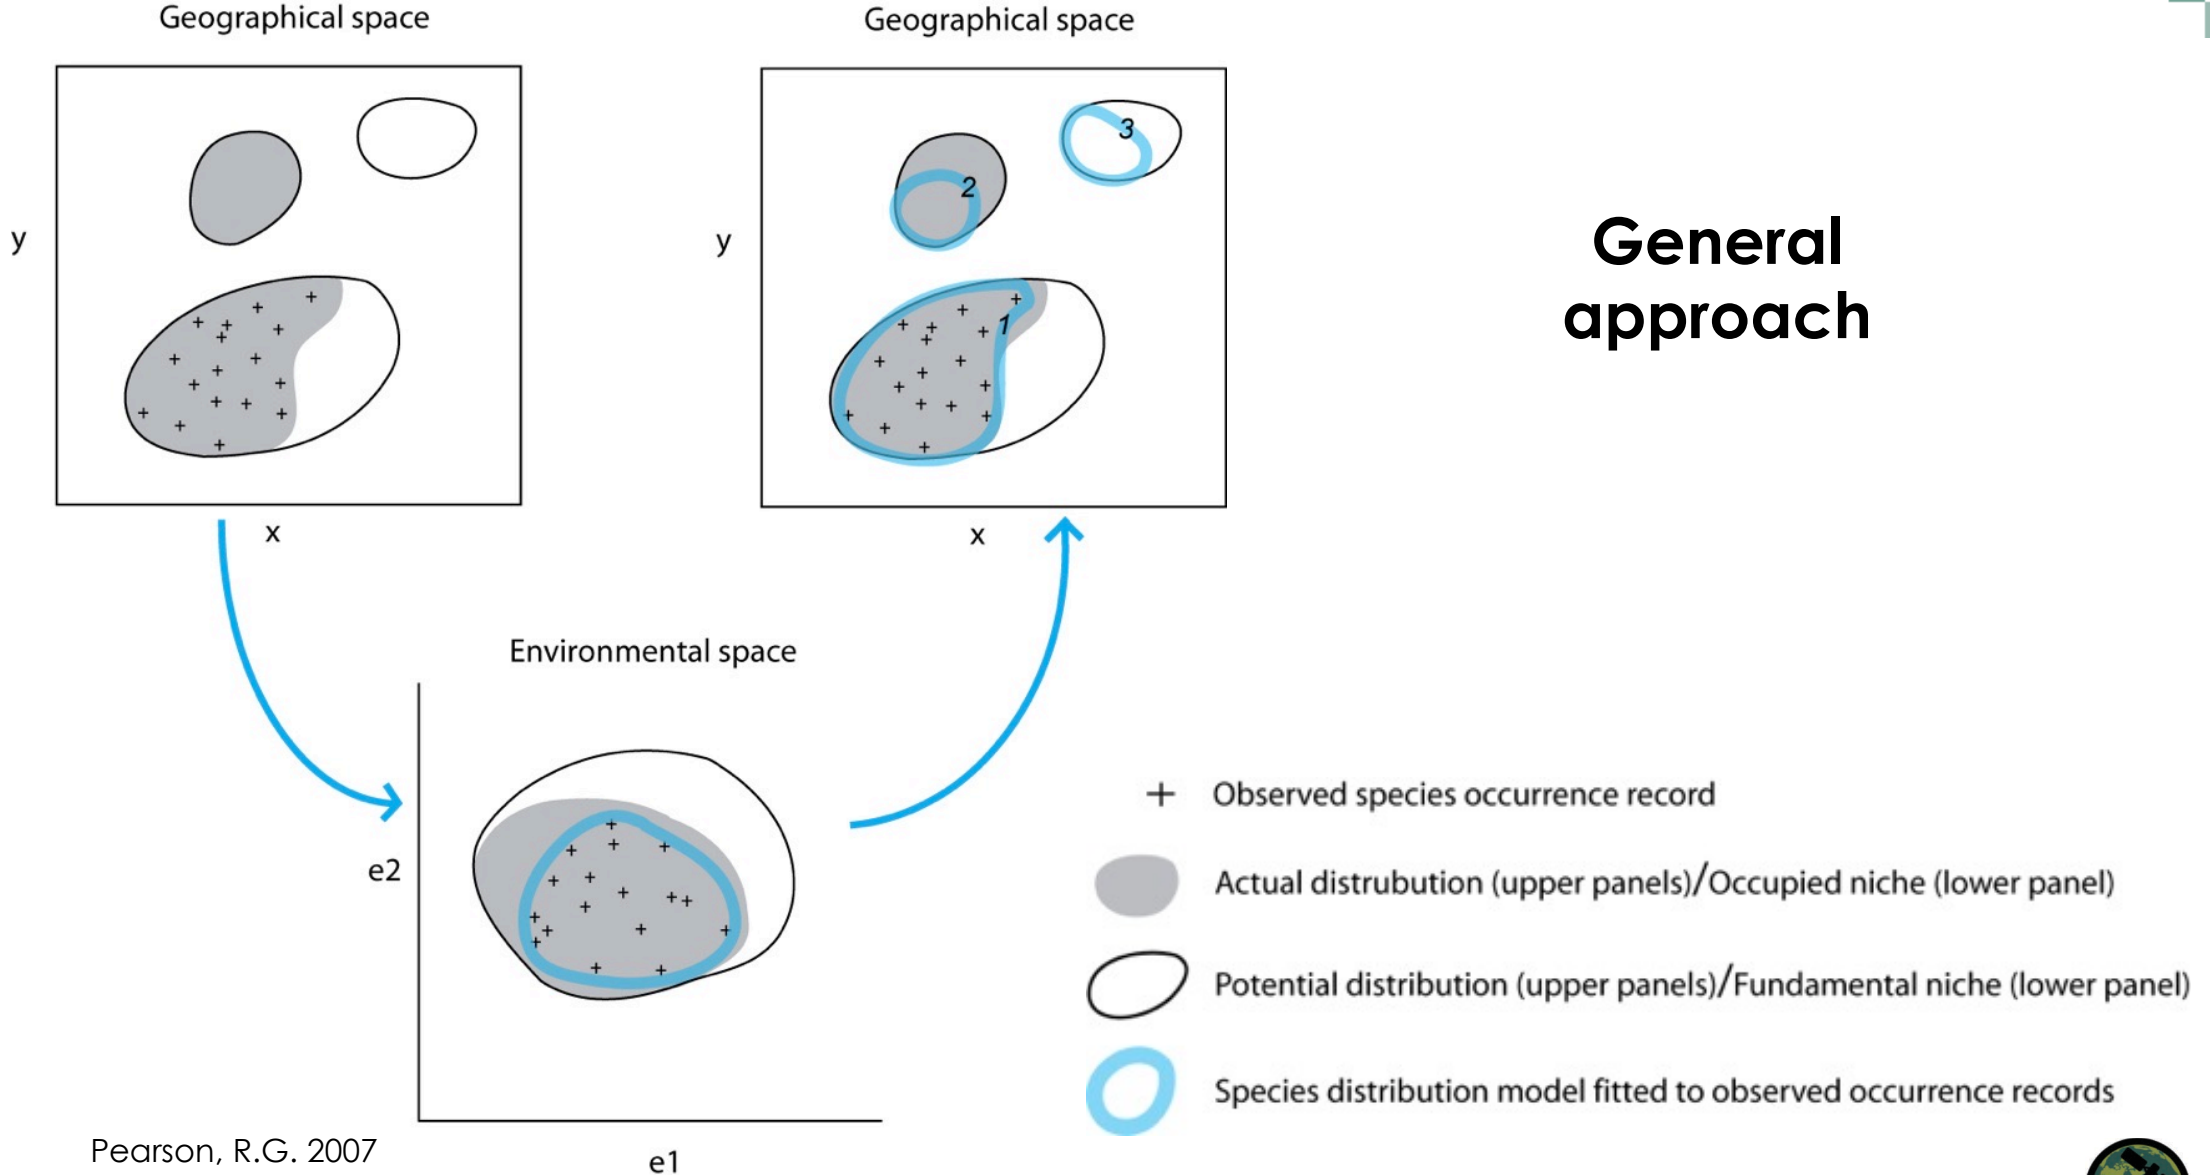 Geographical space
Geographical space
y
x
y
2
3
1
x
General
approach
Environmental space
e2
e1
+ Observed species occurrence record
Actual distrubution (upper panels)/Occupied niche (lower panel)
Potential distribution (upper panels)/Fundamental niche (lower panel)
Species distribution model fitted to observed occurrence records
Pearson, R.G. 2007